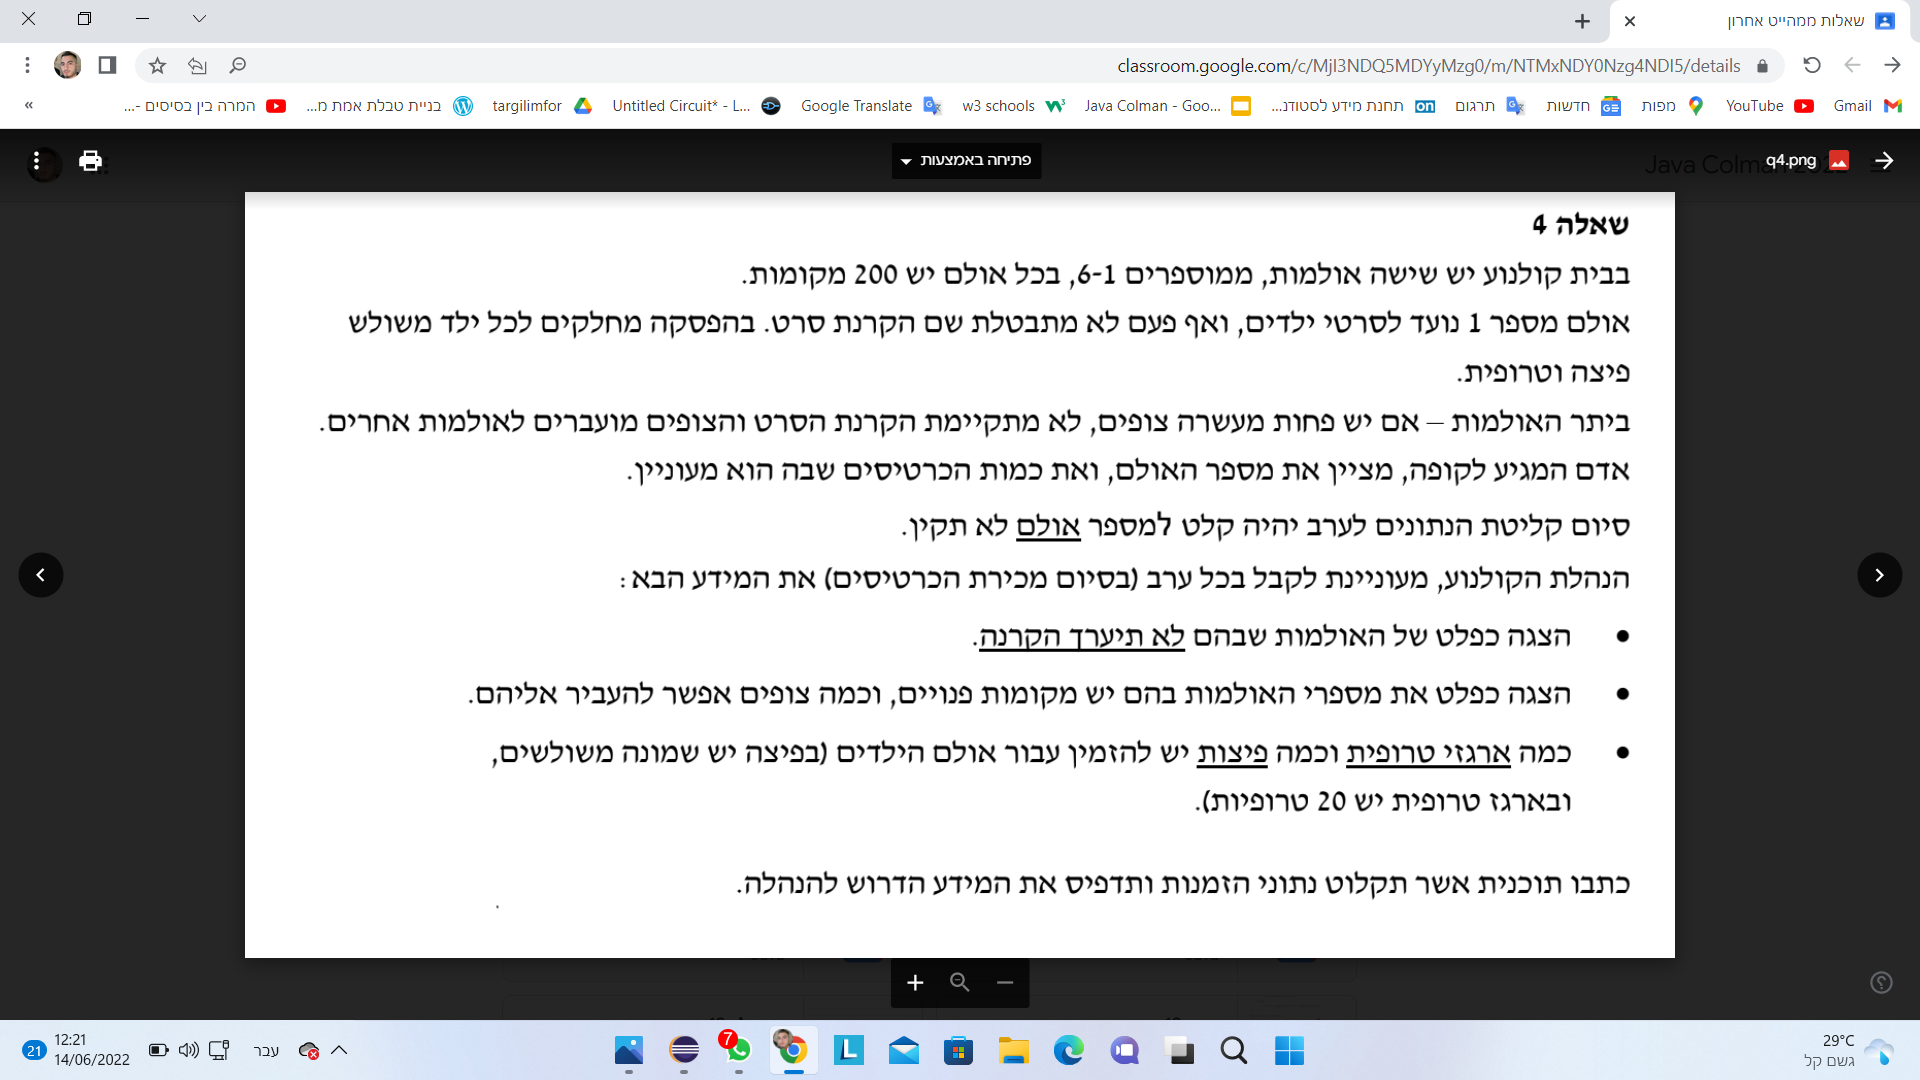 שאלות ממהייט אחרון
classroom.google.com/c/MjI3NDQ5MDYyMzg0/m/NTMxNDY0Nzg4NDI5/details
Gmail YouTube מפות חדשות תרגום תחנת מידע לסטודנ... Java Colman - Goo... w3 schools Google Translate Untitled Circuit* - L... targilimfor בניית טבלת אמת מ... המרה בין בסיסים -... «
Java Colman
q4.png
פתיחה באמצעות
שאלה 4
בבית קולנוע יש שישה אולמות, ממוספרים 6-1, בכל אולם יש 200 מקומות.
אולם מספר 1 נועד לסרטי ילדים, ואף פעם לא מתבטלת שם הקרנת סרט. בהפסקה מחלקים לכל ילד משולש
פיצה וטרופית.
ביתר האולמות – אם יש פחות מעשרה צופים, לא מתקיימת הקרנת הסרט והצופים מועברים לאולמות אחרים.
אדם המגיע לקופה, מציין את מספר האולם, ואת כמות הכרטיסים שבה הוא מעוניין.
סיום קליטת הנתונים לערב יהיה קלט למספר אולם לא תקין.
הנהלת הקולנוע, מעוניינת לקבל בכל ערב (בסיום מכירת הכרטיסים) את המידע הבא:
• הצגה כפלט של האולמות שבהם לא תיערך הקרנה.
• הצגה כפלט את מספרי האולמות בהם יש מקומות פנויים, וכמה צופים אפשר להעביר אליהם.
• כמה ארגזי טרופית וכמה פיצות יש להזמין עבור אולם הילדים (בפיצה יש שמונה משולשים,
ובארגז טרופית יש 20 טרופיות).
כתבו תוכנית אשר תקלוט נתוני הזמנות ותדפיס את המידע הדרוש להנהלה.
29°C
גשם קל
7
עבר
12:21
14/06/2022
21